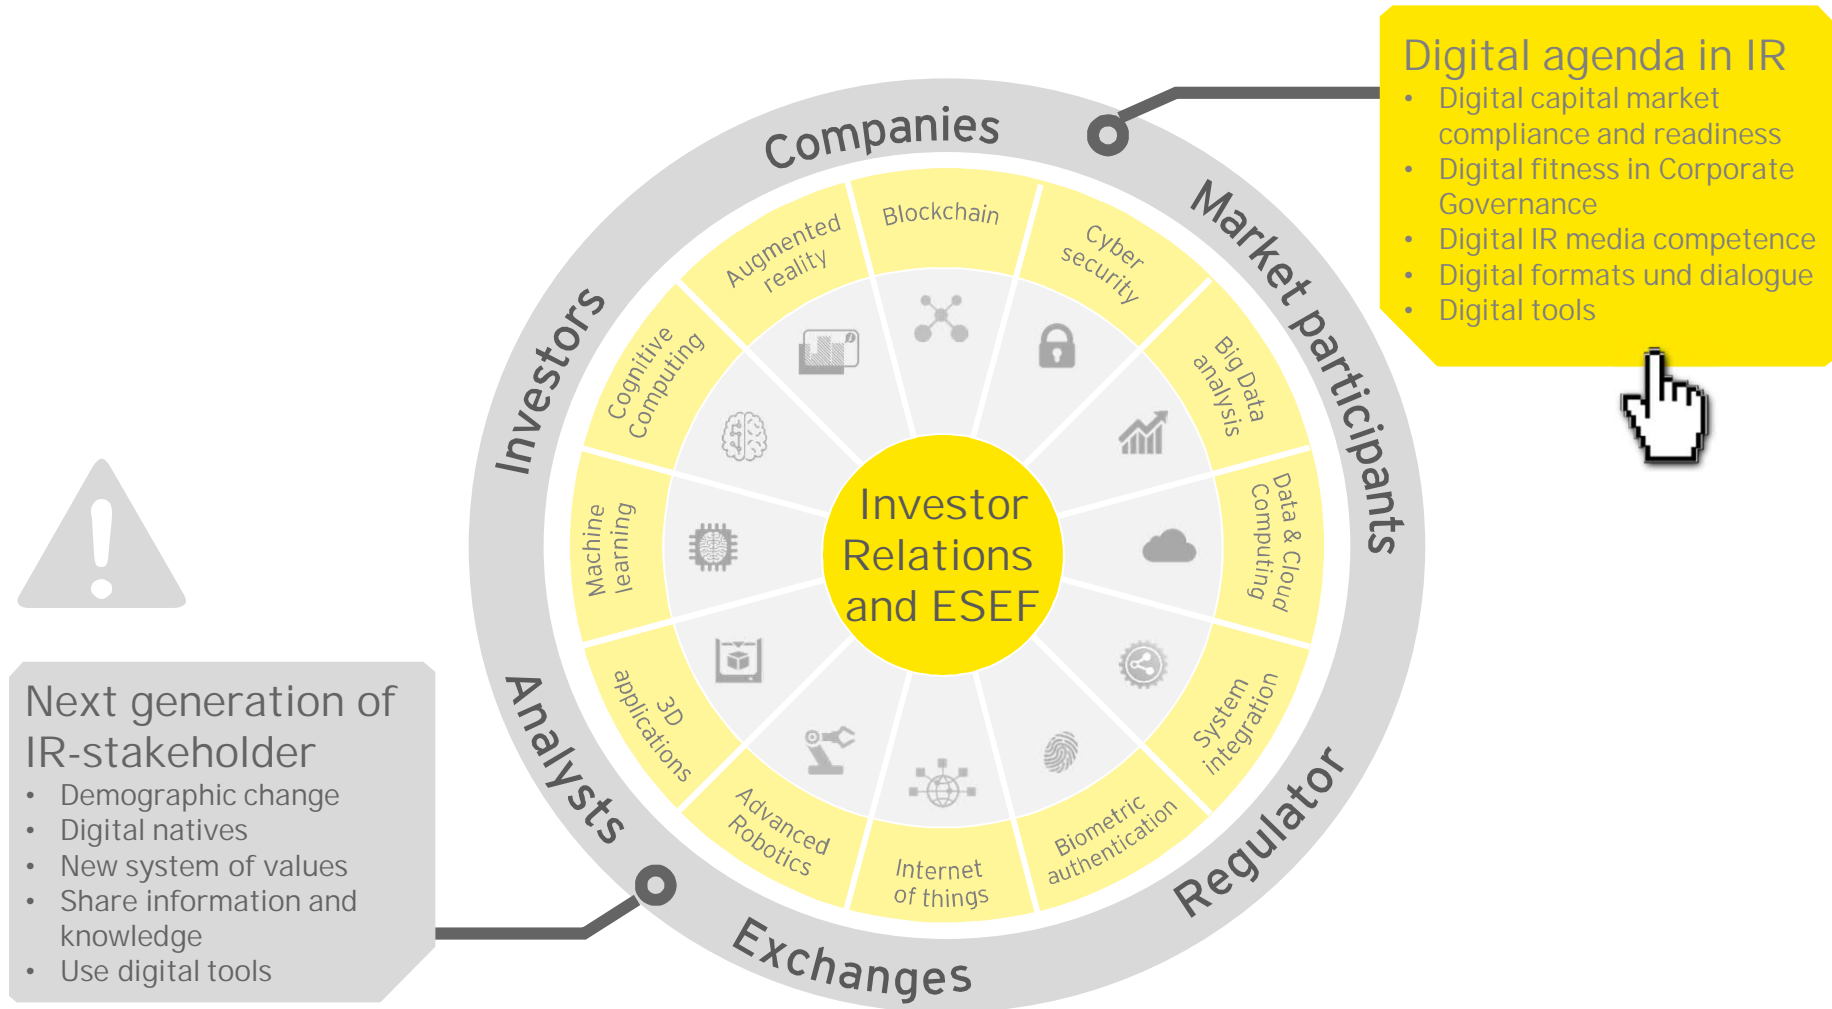 Digital agenda in IR
• Digital capital market
compliance and readiness
• Digital fitness in Corporate
Governance
• Digital IR media competence
• Digital formats und dialogue
• Digital tools
Companies
Market participants
Regulator
Exchanges
Analysts
Investors
Blockchain
Cyber
security
Big Data
analysis
Data & Cloud
Computing
System
integration
Biometric
authentication
Internet
of things
Advanced
Robotics
3D
applications
Machine
learning
Cognitive
Computing
Augmented
reality
Investor
Relations
and ESEF
Next generation of
IR-stakeholder
• Demographic change
• Digital natives
• New system of values
• Share information and
knowledge
• Use digital tools